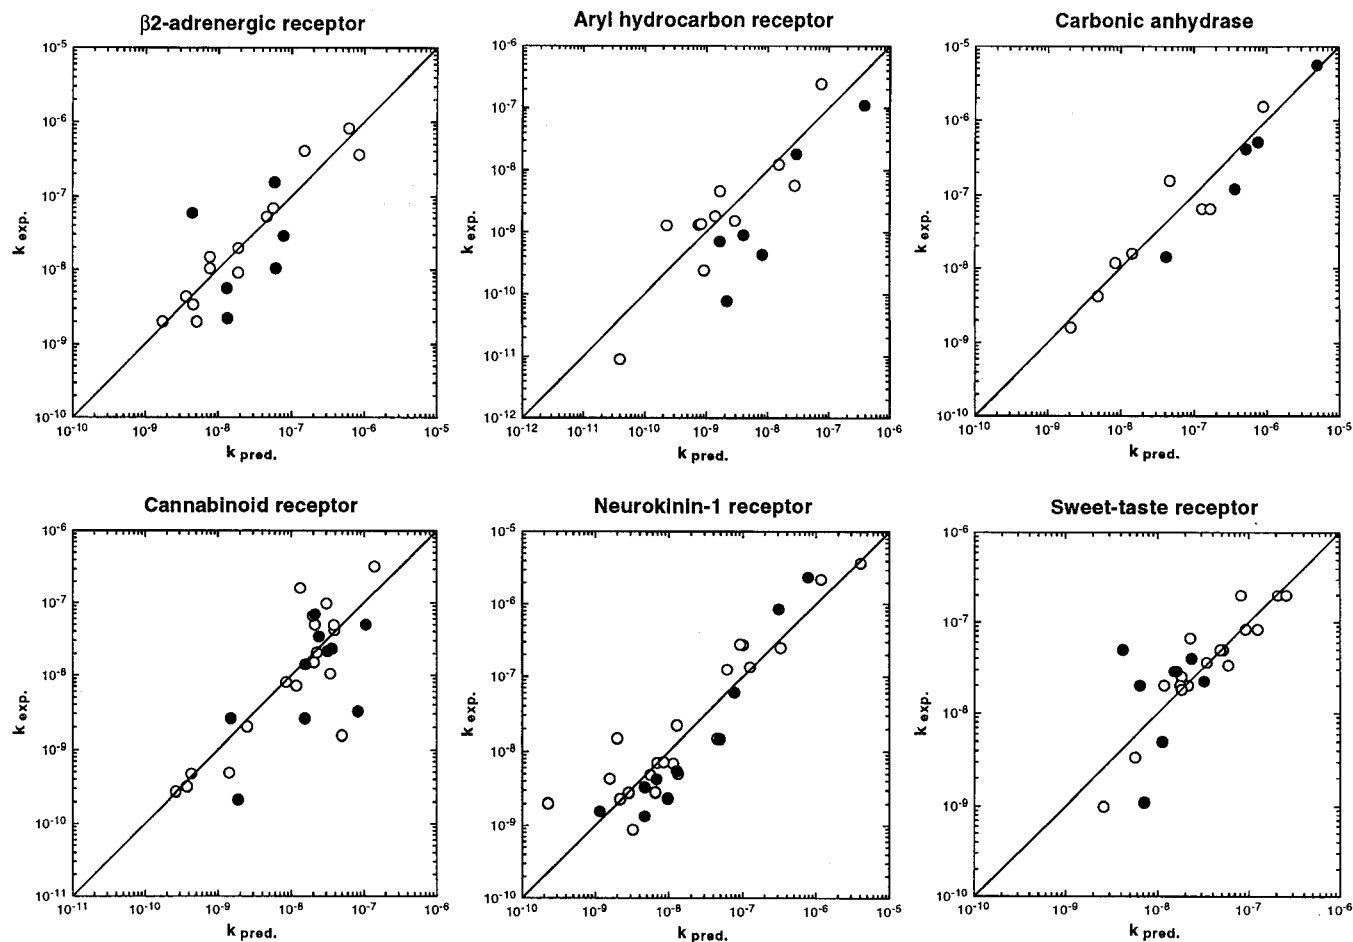 β2-adrenergic receptor
10-5
10-6
10-7
10-8
10-9
10-10
k exp.
10-10 10-9 10-8 10-7 10-6 10-5
k pred.
Aryl hydrocarbon receptor
10-6
10-7
10-8
10-9
10-10
10-11
10-12
k exp.
10-12 10-11 10-10 10-9 10-8 10-7 10-6
k pred.
Carbonic anhydrase
10-5
10-6
10-7
10-8
10-9
10-10
k exp.
10-10 10-9 10-8 10-7 10-6 10-5
k pred.
Cannabinoid receptor
10-6
10-7
10-8
10-9
10-10
10-11
k exp.
10-11 10-10 10-9 10-8 10-7 10-6
k pred.
Neurokinin-1 receptor
10-5
10-6
10-7
10-8
10-9
10-10
k exp.
10-10 10-9 10-8 10-7 10-6 10-5
k pred.
Sweet-taste receptor
10-6
10-7
10-8
10-9
10-10
k exp.
10-10 10-9 10-8 10-7 10-6
k pred.